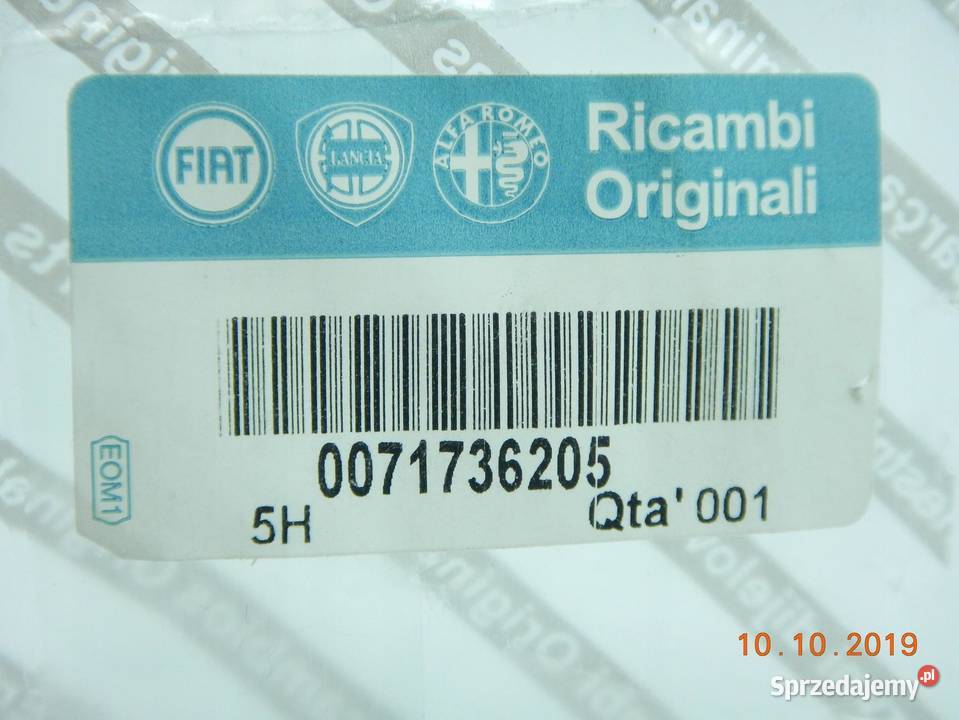 FIAT
LANCIA
ALFA ROMEO
Ricambi
Originali
0071736205
5H
Qta' 001
EOM1
10.10.2019
Sprzedajemy.pl